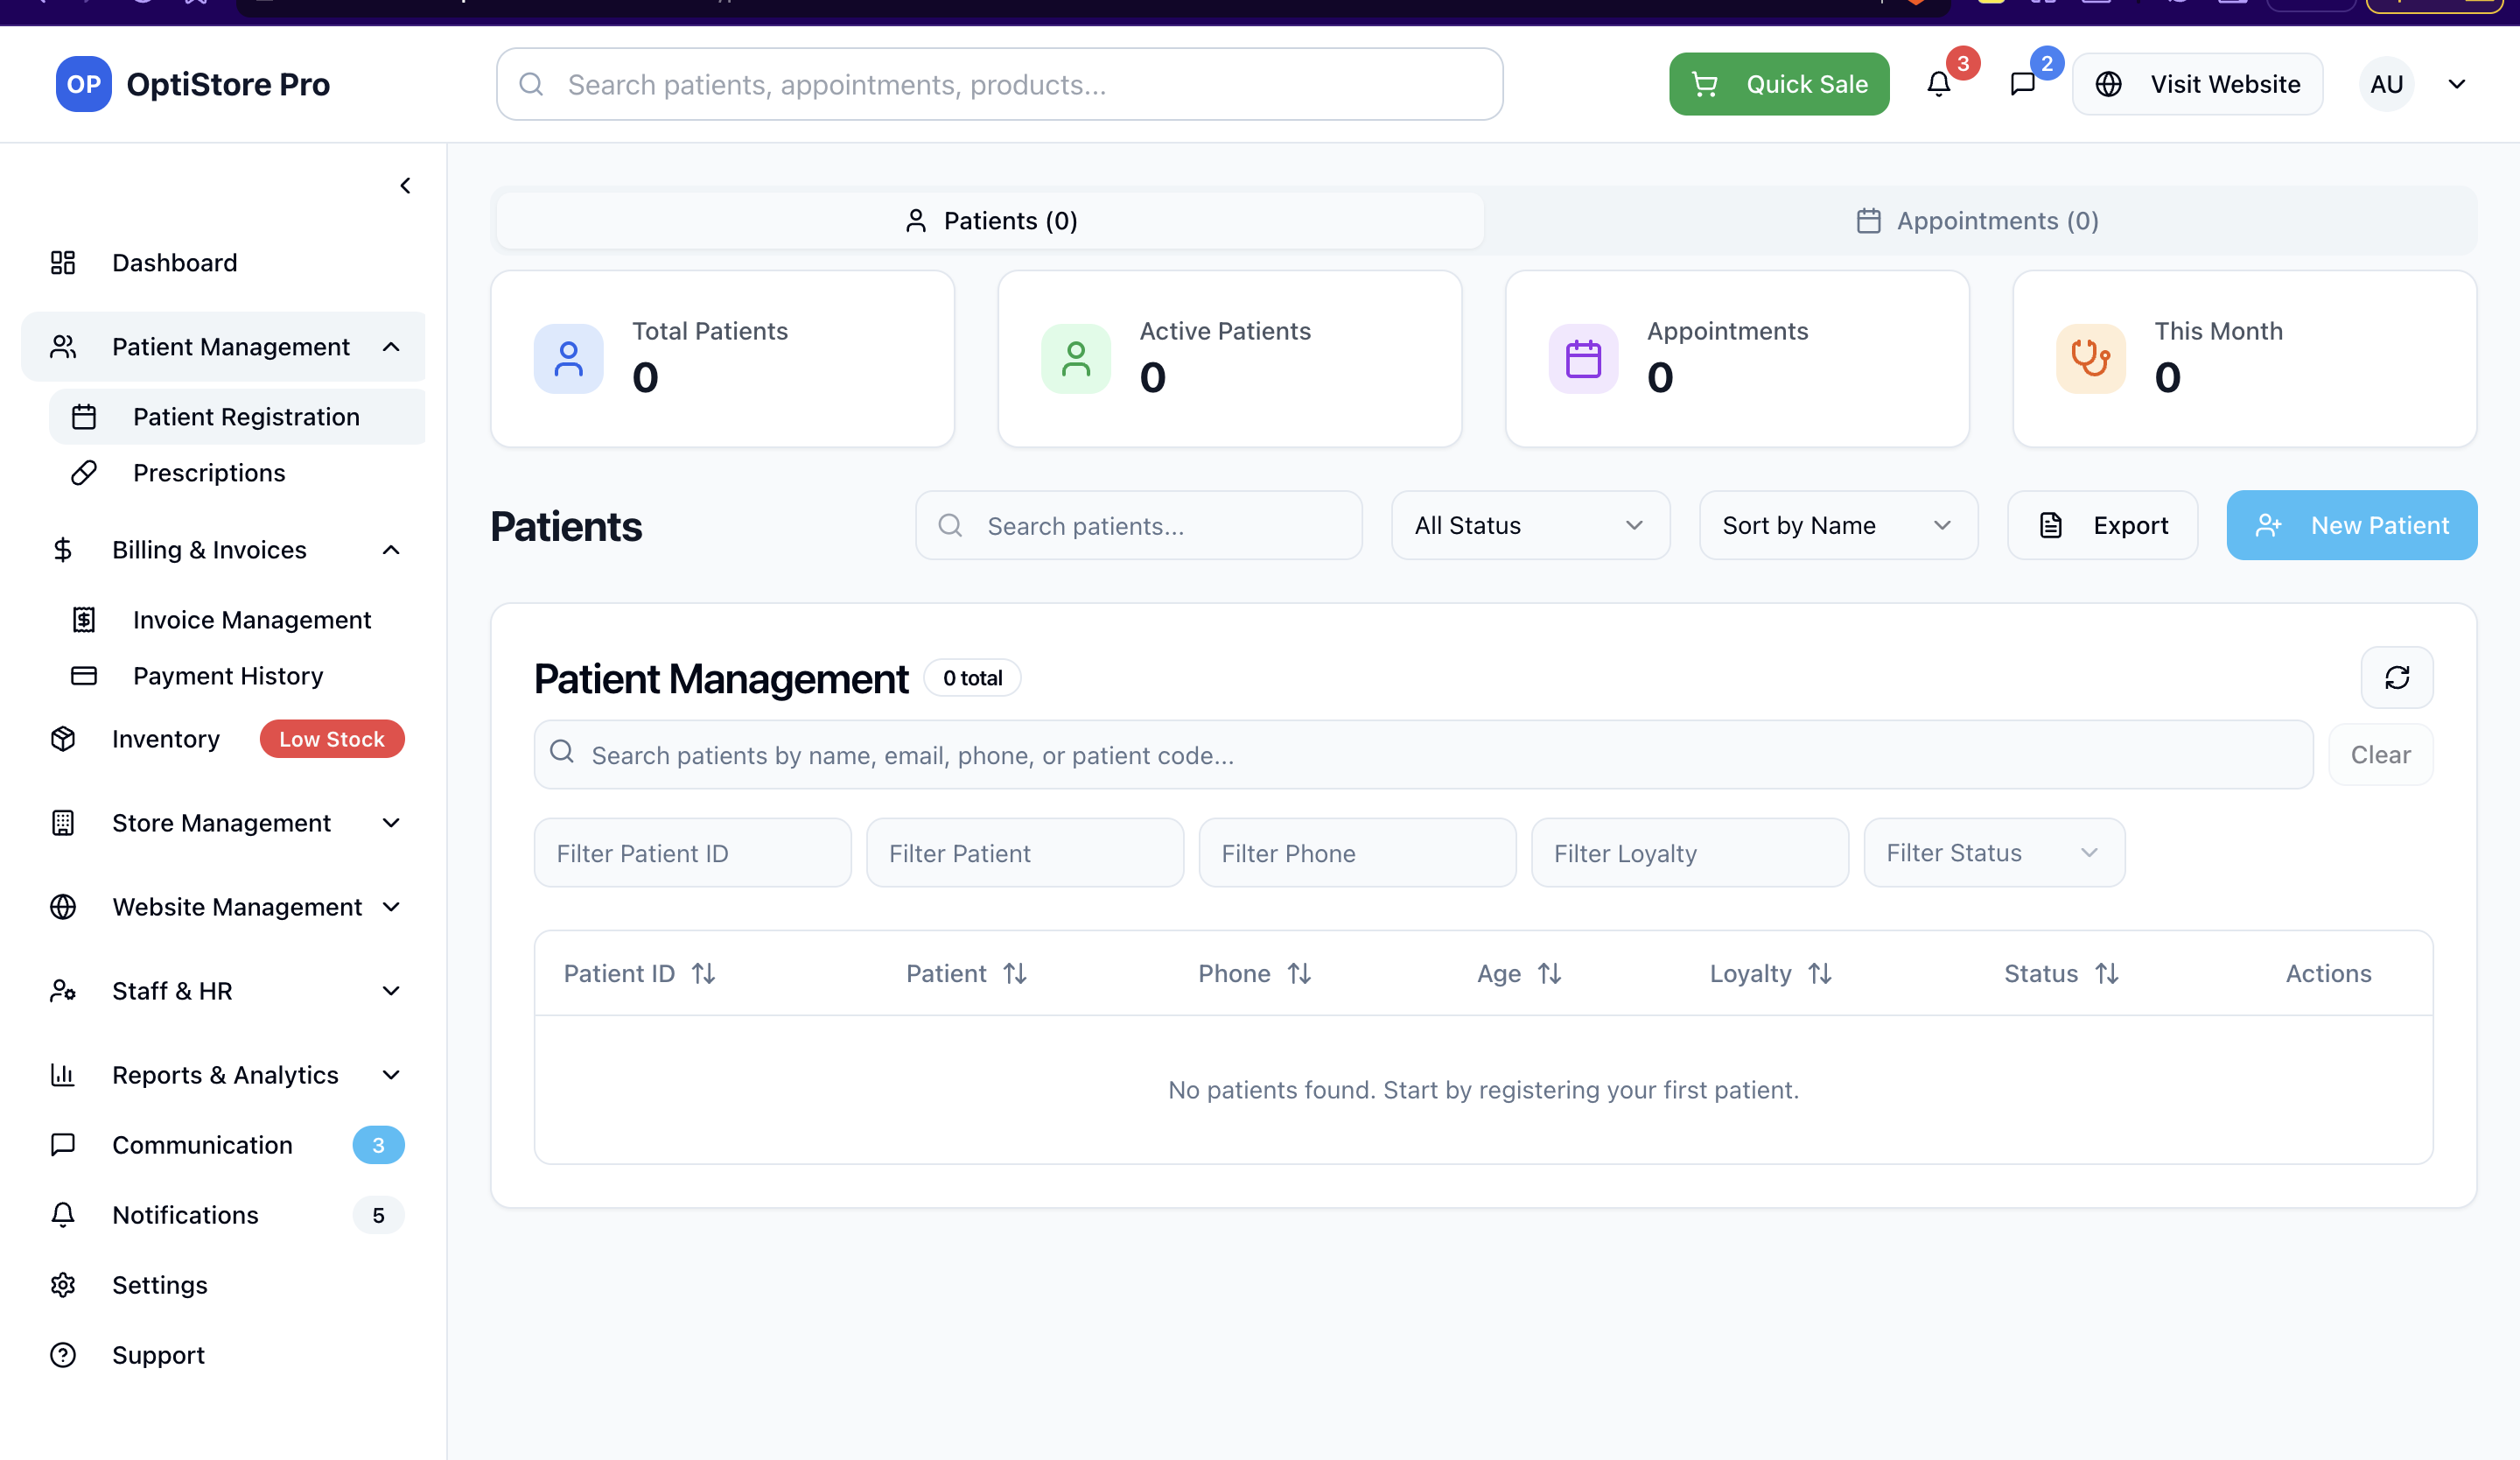 OP OptiStore Pro
Search patients, appointments, products...
Quick Sale
3
2
Visit Website
AU
Dashboard
Patient Management
Patient Registration
Prescriptions
Billing & Invoices
Invoice Management
Payment History
Inventory Low Stock
Store Management
Website Management
Staff & HR
Reports & Analytics
Communication 3
Notifications 5
Settings
Support
Patients (0) Appointments (0)
Total Patients
0
Active Patients
0
Appointments
0
This Month
0
Patients Search patients... All Status Sort by Name Export New Patient
Patient Management 0 total
Search patients by name, email, phone, or patient code... Clear
Filter Patient ID Filter Patient Filter Phone Filter Loyalty Filter Status
Patient ID Patient Phone Age Loyalty Status Actions
No patients found. Start by registering your first patient.